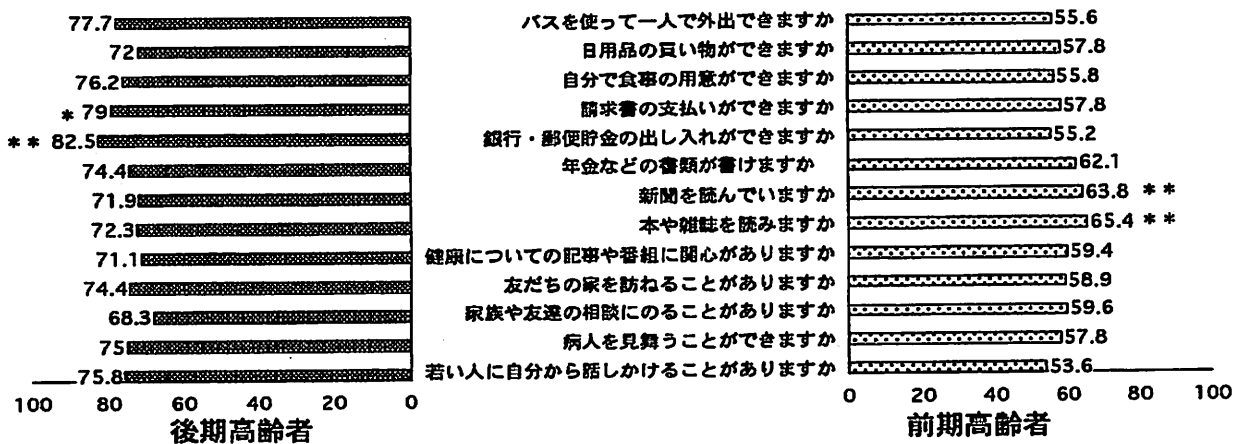 77.7 バスを使って一人で外出できますか 55.6
72 日用品の買い物ができますか 57.8
76.2 自分で食事の用意ができますか 55.8
* 79 請求書の支払いができますか 57.8
** 82.5 銀行・郵便貯金の出し入れができますか 55.2
74.4 年金などの書類が書けますか 62.1
71.9 新聞を読んでいますか 63.8 **
72.3 本や雑誌を読みますか 65.4 **
71.1 健康についての記事や番組に関心がありますか 59.4
74.4 友だちの家を訪ねることがありますか 58.9
68.3 家族や友達の相談にのることがありますか 59.6
75 病人を見舞うことができますか 57.8
75.8 若い人に自分から話しかけることがありますか 53.6
100 80 60 40 20 0 0 20 40 60 80 100
後期高齢者 前期高齢者